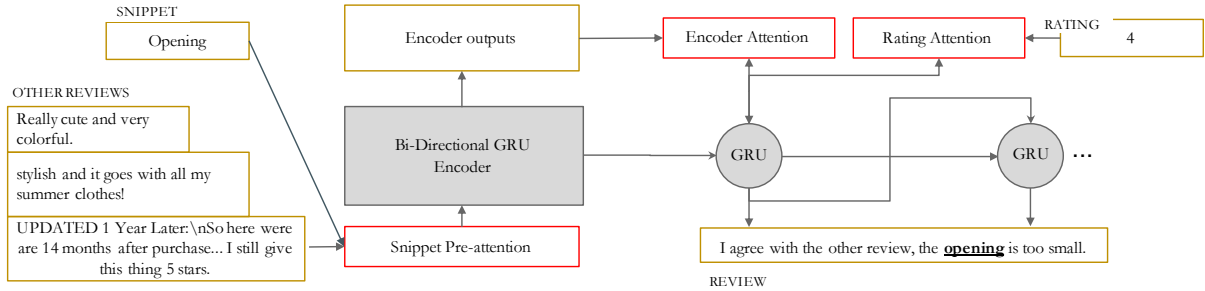 SNIPPET
Opening
OTHER REVIEWS
Really cute and very
colorful.
stylish and it goes with all my
summer clothes!
UPDATED 1 Year Later:\nSo here were
are 14 months after purchase... I still give
this thing 5 stars.
Encoder outputs
Bi-Directional GRU
Encoder
Snippet Pre-attention
Encoder Attention
Rating Attention
RATING
4
GRU
GRU
...
I agree with the other review, the opening is too small.
REVIEW